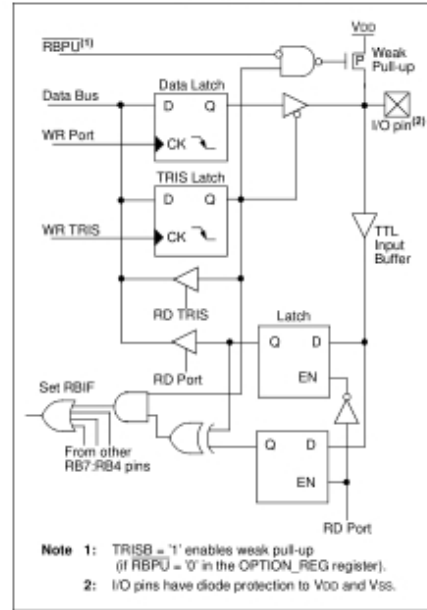 VDD
RBPU(1)
Weak
Pull-up
P
Data Bus
Data Latch
D Q
I/O pin(2)
WR Port
CK
TRIS Latch
D Q
TTL
Input
Buffer
WR TRIS
CK
RD TRIS
Latch
Q D
RD Port
EN
Set RBIF
Q D
From other
RB7:RB4 pins
EN
RD Port
Note 1: TRISB = '1' enables weak pull-up
(if RBPU = '0' in the OPTION_REG register).
2: I/O pins have diode protection to VDD and VSS.